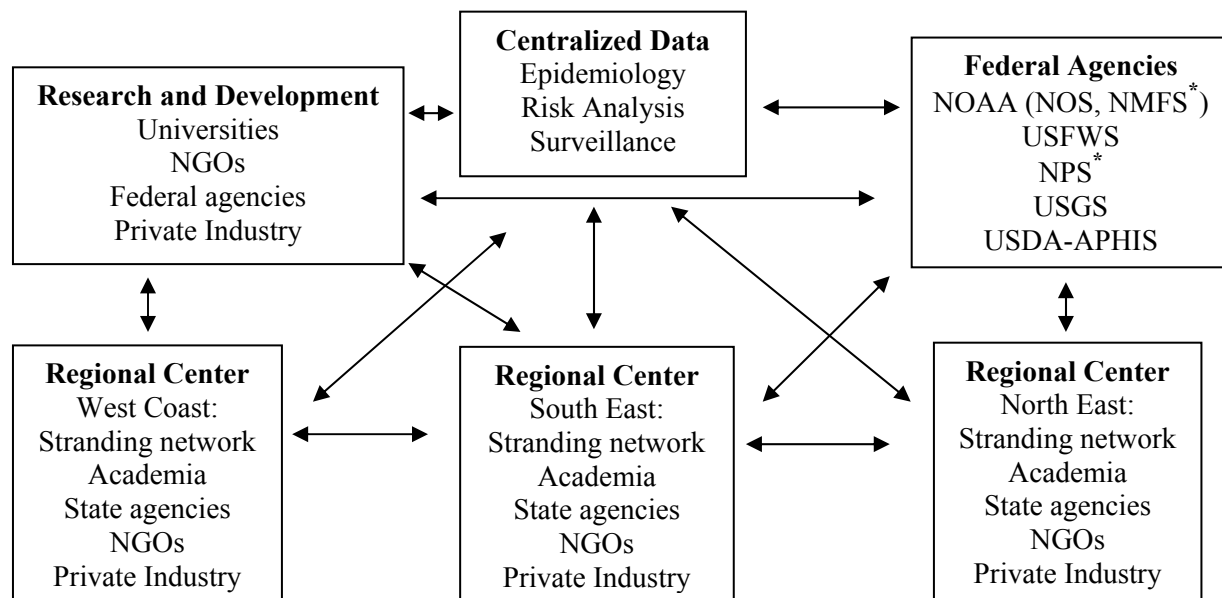 Research and Development
Universities
NGOs
Federal agencies
Private Industry
Centralized Data
Epidemiology
Risk Analysis
Surveillance
Federal Agencies
NOAA (NOS, NMFS*)
USFWS
NPS*
USGS
USDA-APHIS
Regional Center
West Coast:
Stranding network
Academia
State agencies
NGOs
Private Industry
Regional Center
South East:
Stranding network
Academia
State agencies
NGOs
Private Industry
Regional Center
North East:
Stranding network
Academia
State agencies
NGOs
Private Industry